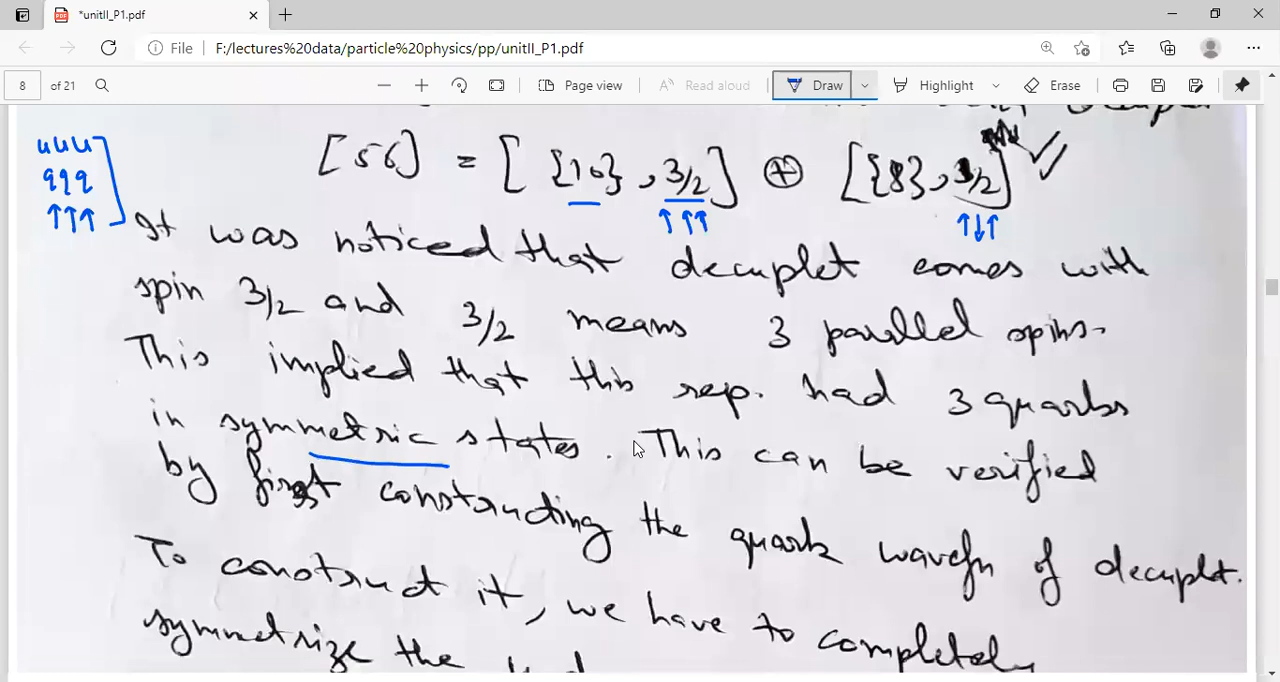 *unitII_P1.pdf
File F:/lectures%20data/particle%20physics/pp/unitII_P1.pdf
8 of 21 Page view Read aloud Draw Highlight Erase
decuplet
uuu
qqq
↑↑↑
[56] = [{10}, 3/2] ⊕ [{8}, 1/2]
↑↑↑ ↑↓↑
It was noticed that decuplet comes with
spin 3/2 and 3/2 means 3 parallel spins.
This implied that this rep. had 3 quarks
in symmetric states. This can be verified
by first constructing the quark wavefn of decuplet.
To construct it, we have to completely
symmetrize the